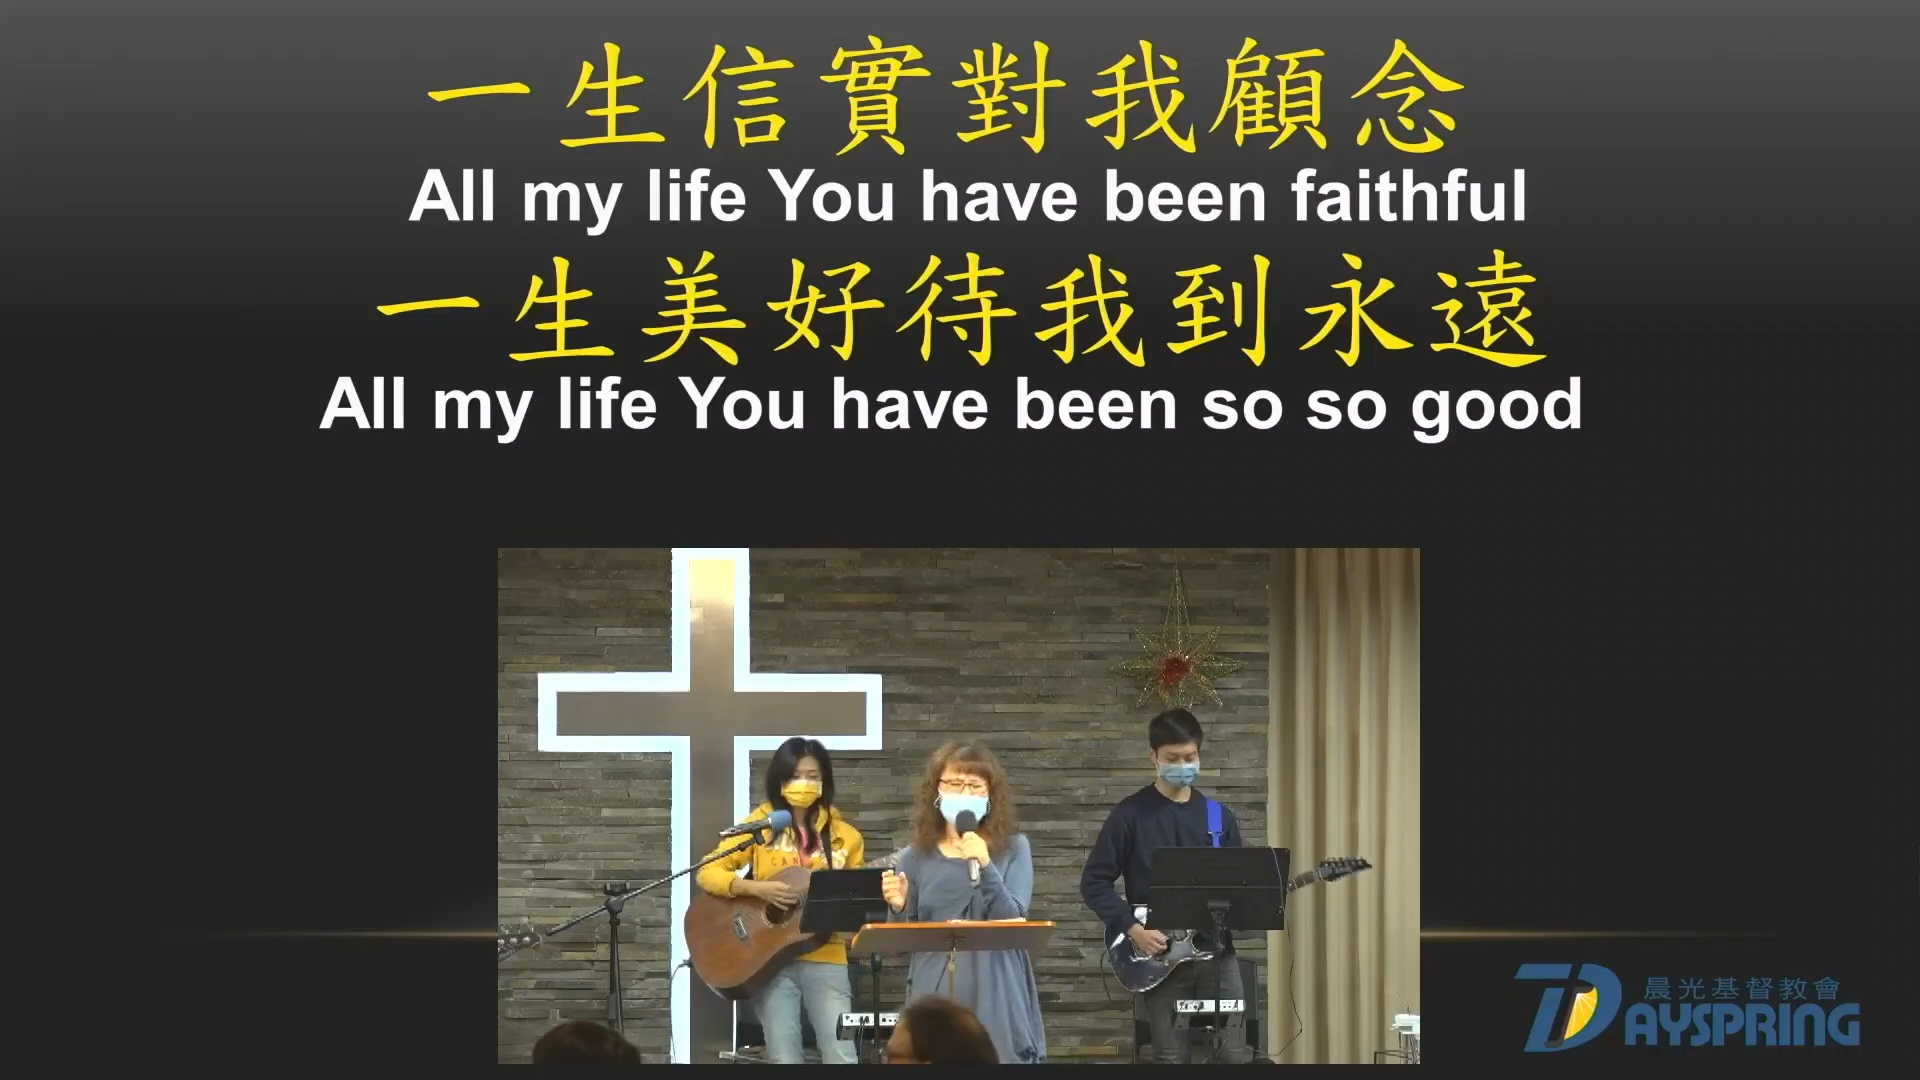 一生信實對我顧念
All my life You have been faithful
一生美好待我到永遠
All my life You have been so so good
CAN
晨光基督教會
DAYSPRING